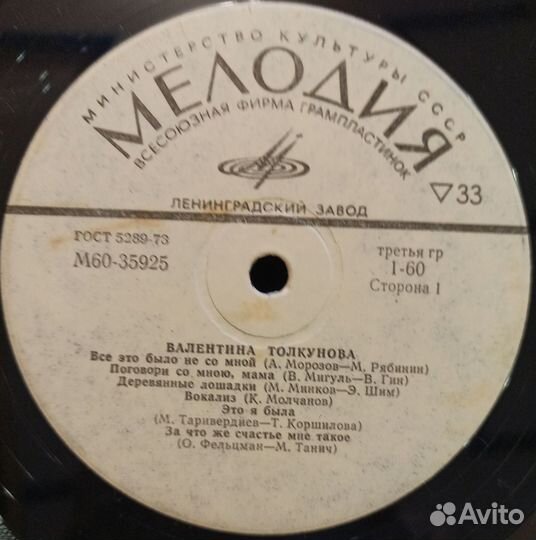 МИНИСТЕРСТВО КУЛЬТУРЫ СССР
МЕЛОДИЯ
ВСЕСОЮЗНАЯ ФИРМА ГРАМПЛАСТИНОК
ЛЕНИНГРАДСКИЙ ЗАВОД
▽33
ГОСТ 5289-73
М60-35925
третья гр
1-60
Сторона 1
ВАЛЕНТИНА ТОЛКУНОВА
Все это было не со мной (А. Морозов—М. Рябинин)
Поговори со мною, мама (В. Мигуля—В. Гин)
Деревянные лошадки (М. Минков—Э. Шим)
Вокализ (К. Молчанов)
Это я была
(М. Таривердиев—Т. Коршилова)
За что же счастье мне такое
(О. Фельцман—М. Танич)
Avito